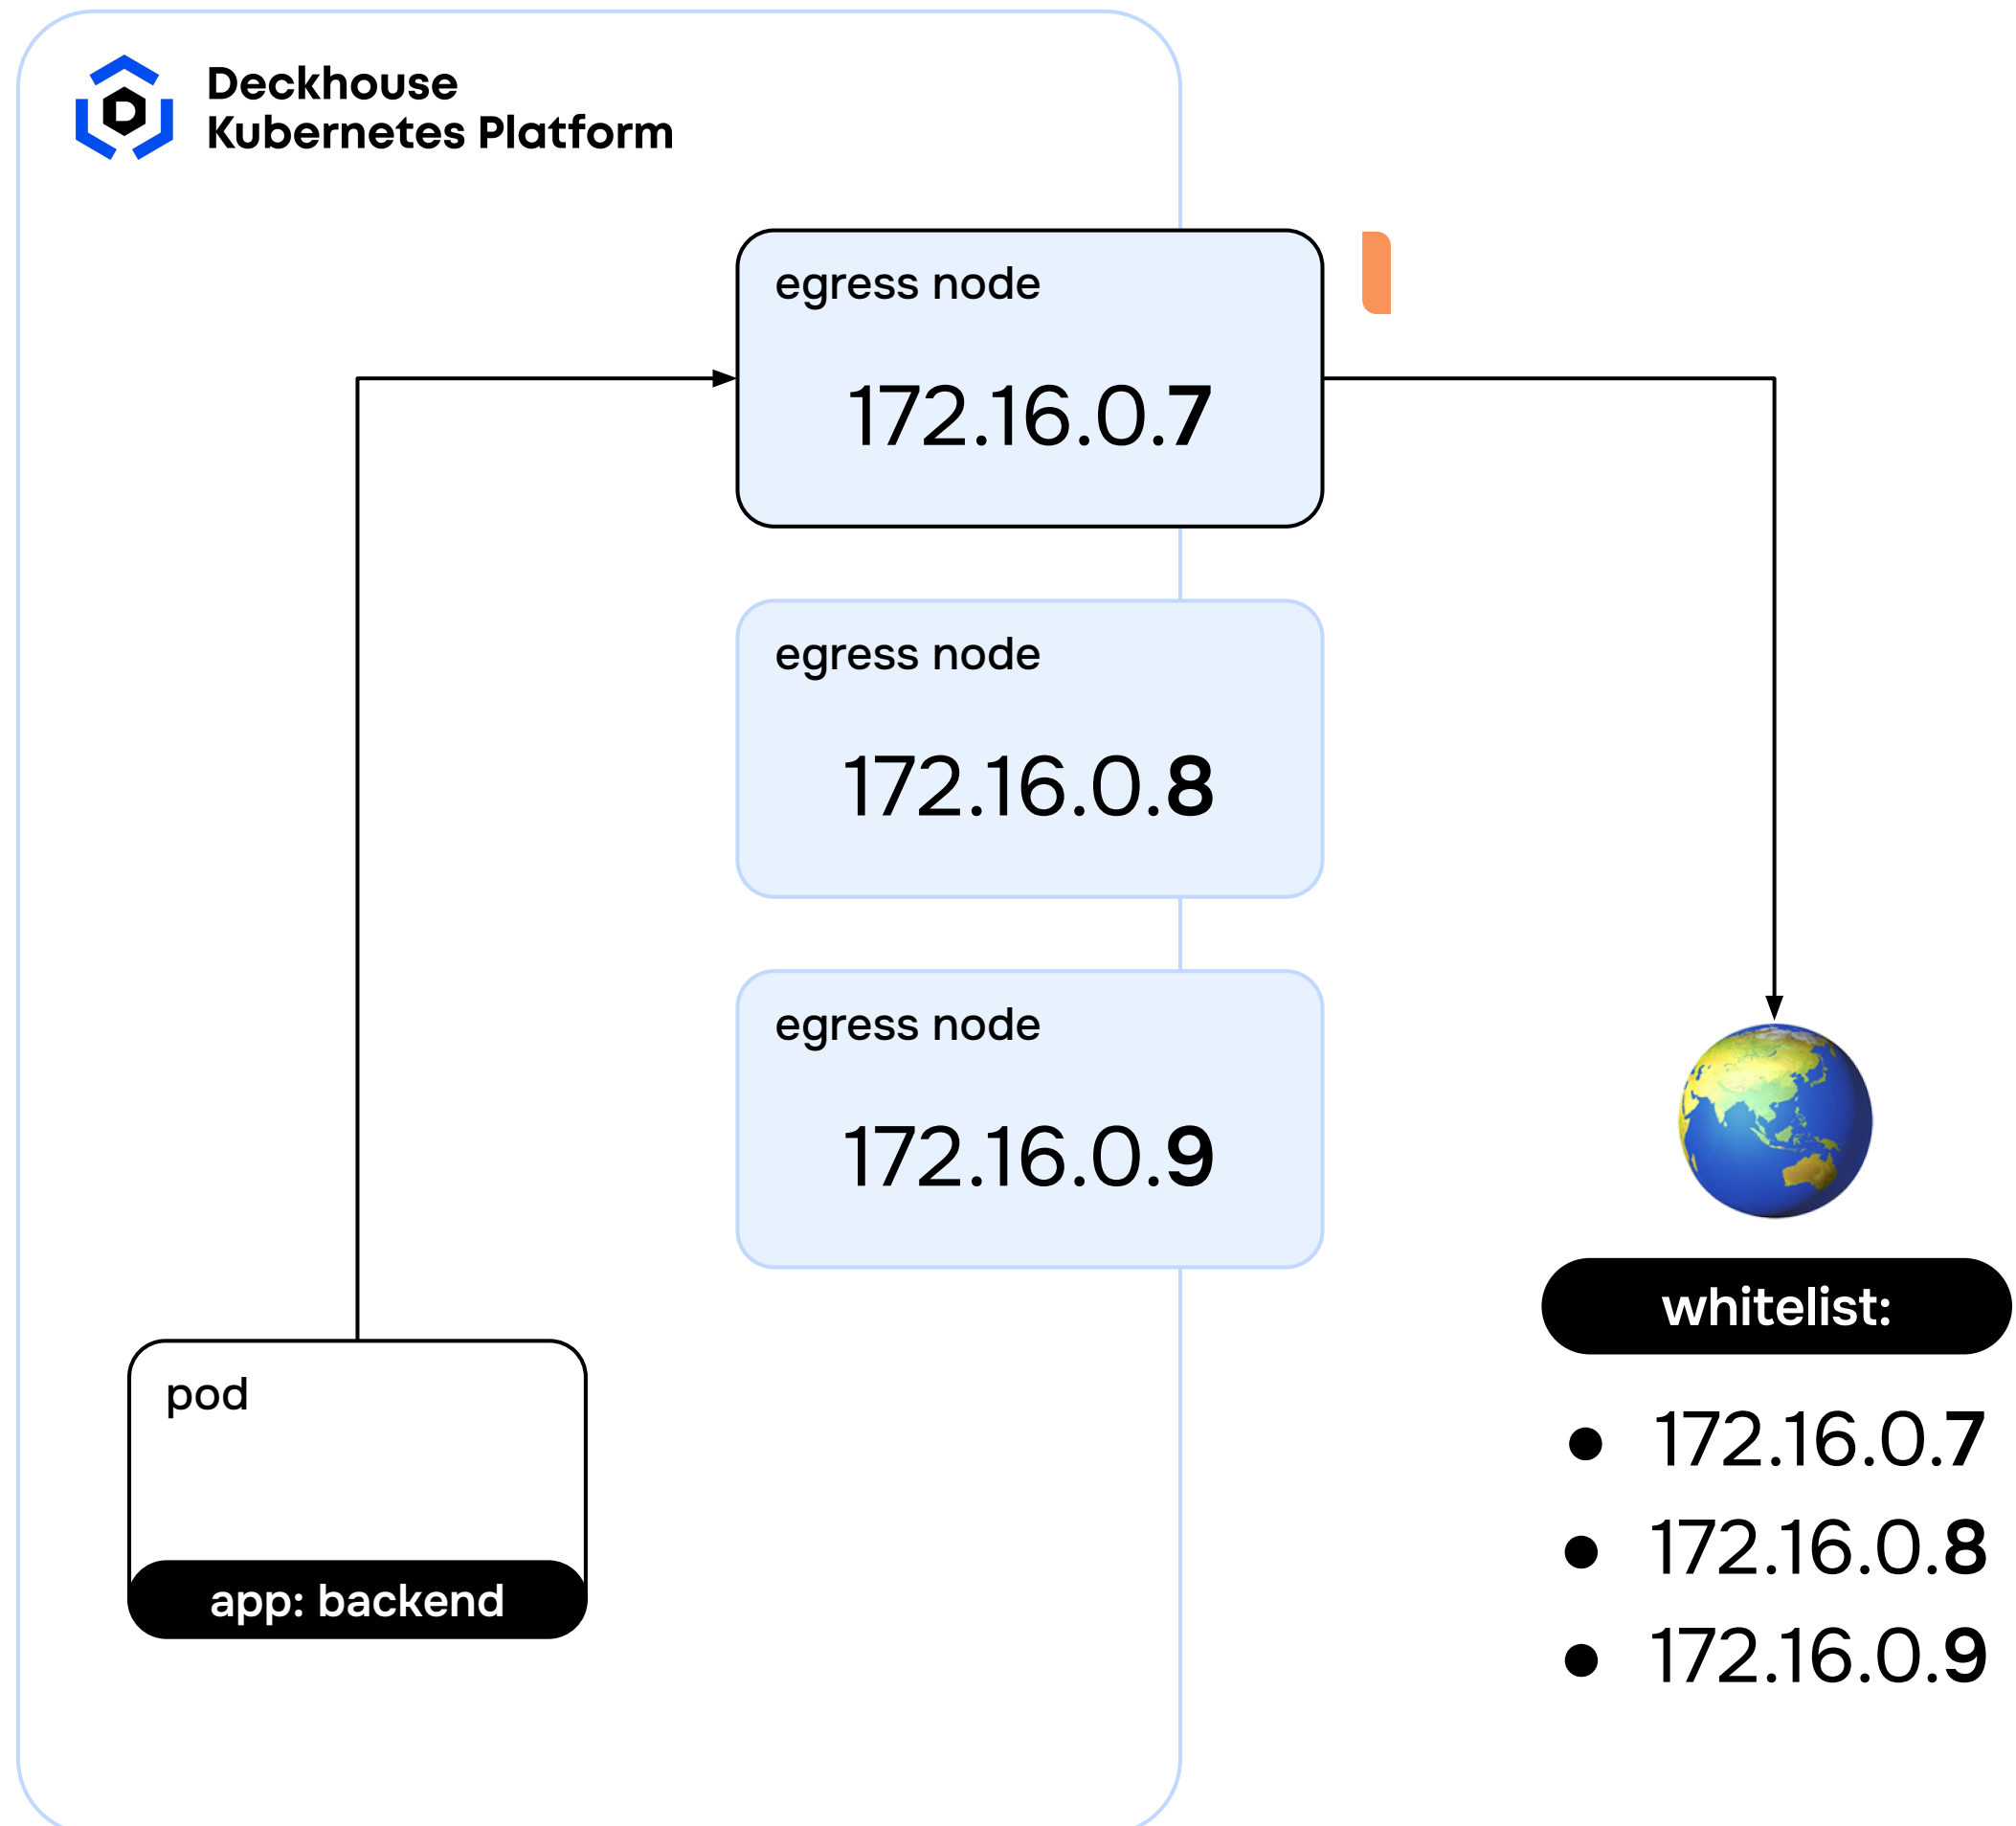 Deckhouse
Kubernetes Platform
egress node
172.16.0.7
egress node
172.16.0.8
egress node
172.16.0.9
pod
app: backend
whitelist:
• 172.16.0.7
• 172.16.0.8
• 172.16.0.9